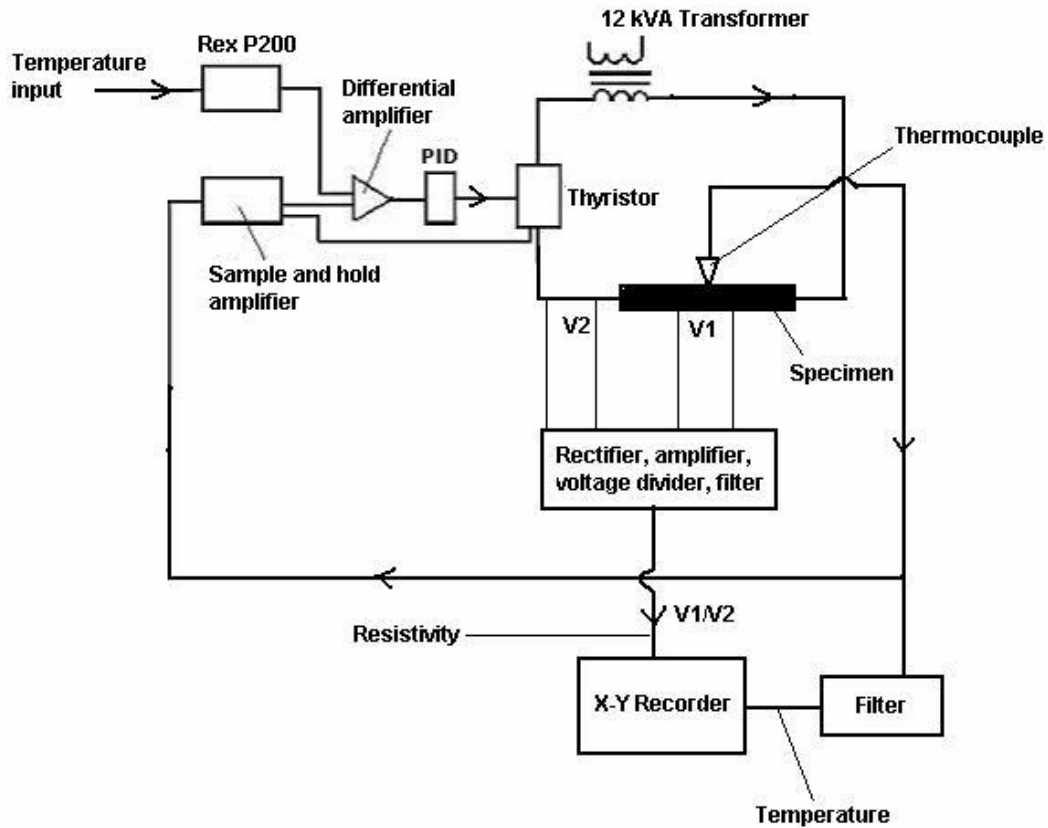 12 kVA Transformer
Rex P200
Temperature
input
Differential
amplifier
PID
Thermocouple
Thyristor
Sample and hold
amplifier
V2
V1
Specimen
Rectifier, amplifier,
voltage divider, filter
V1/V2
Resistivity
X-Y Recorder
Filter
Temperature